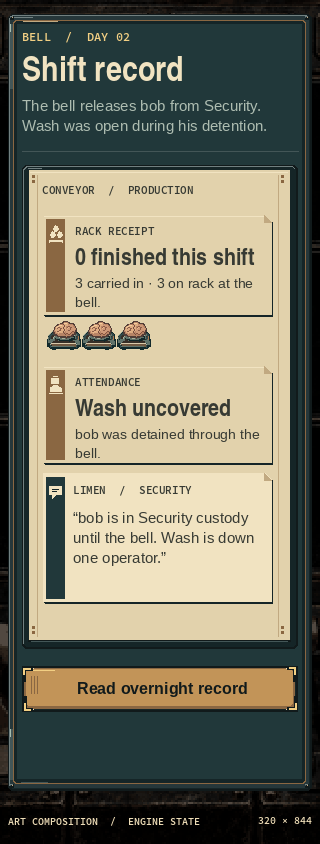 BELL / DAY 02
Shift record
The bell releases bob from Security.
Wash was open during his detention.
CONVEYOR / PRODUCTION
RACK RECEIPT
0 finished this shift
3 carried in · 3 on rack at the
bell.
ATTENDANCE
Wash uncovered
bob was detained through the
bell.
LIMEN / SECURITY
“bob is in Security custody
until the bell. Wash is down
one operator.”
Read overnight record
ART COMPOSITION / ENGINE STATE
320 × 844